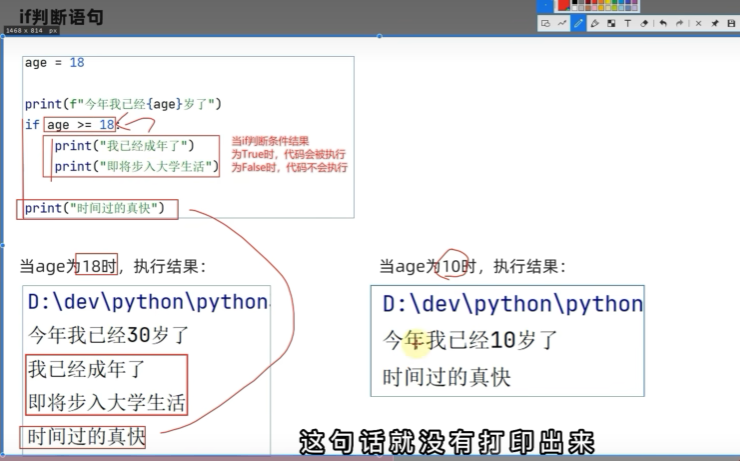 if判断语句
1468 x 814 px
T
age = 18
print(f"今年我已经{age}岁了")
if age >= 18:
print("我已经成年了")
print("即将步入大学生活")
当if判断条件结果
为True时，代码会被执行
为False时，代码不会执行
print("时间过的真快")
当age为18时，执行结果：
D:\dev\python\python
今年我已经30岁了
我已经成年了
即将步入大学生活
时间过的真快
当age为10时，执行结果：
D:\dev\python\python
今年我已经10岁了
时间过的真快
这句话就没有打印出来